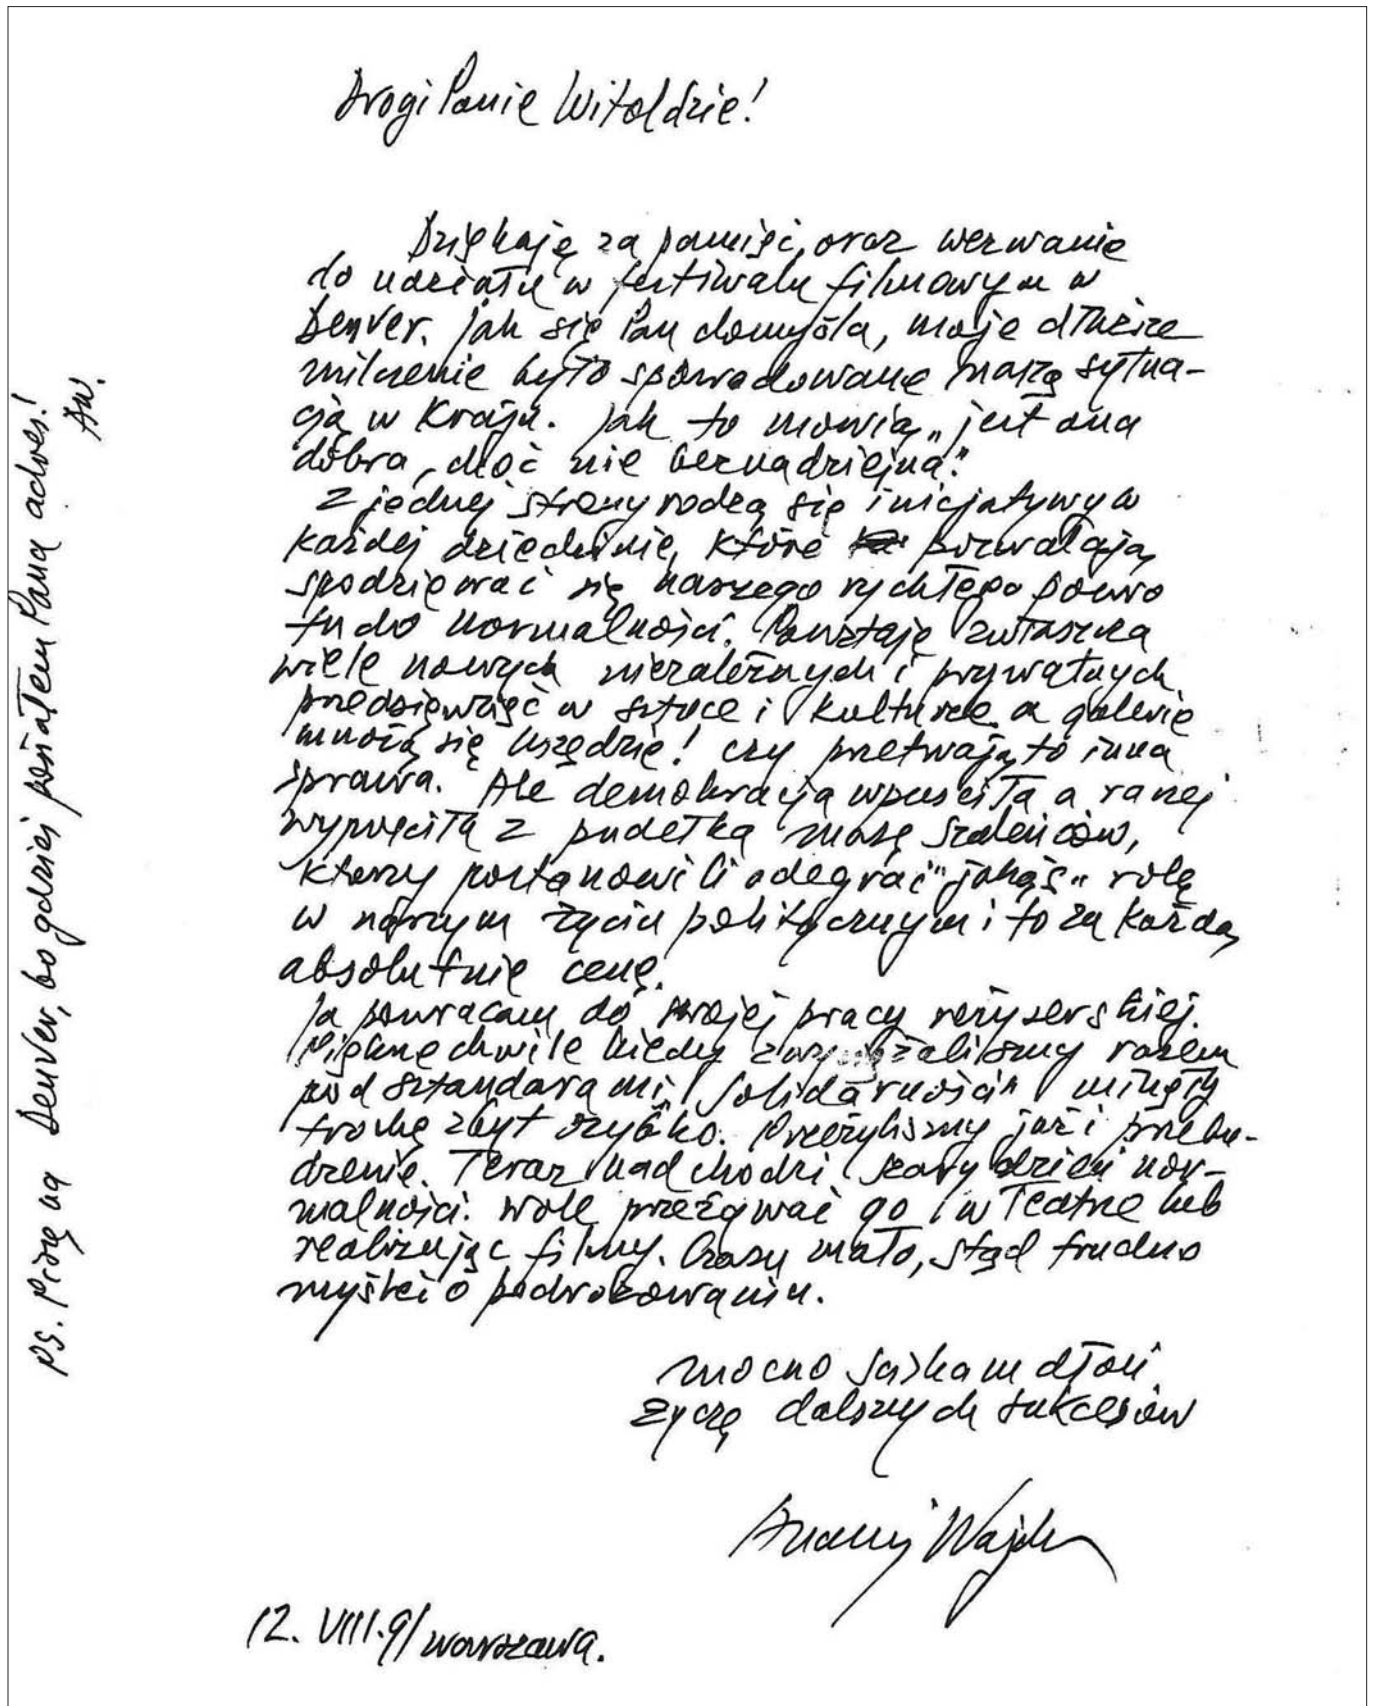 Drogi Panie Witoldzie!
Dziękuję za pamięć, oraz wezwanie
do udziału w festiwalu filmowym w
Denver. Jak się Pan domyśla, moje dłuższe
milczenie było spowodowane naszą sytua-
cją w Kraju. Jak to mówią „jest ona
dobra, choć nie beznadziejna".
Z jednej strony rodzą się inicjatywy w
każdej dziedzinie, które pozwalają
spodziewać się naszego rychłego powro
tu do normalności. Powstaje zwłaszcza
wiele nowych niezależnych i prywatnych
przedsięwzięć w sztuce i kulturze a galerie
mnożą się wszędzie! czy przetrwają to inna
sprawa. Ale demokracja wpuściła a raczej
wypuściła z pudełka masę szaleńców,
którzy postanowili odegrać "jakąś" rolę
w naszym życiu politycznym i to za każdą
absolutnie cenę.
Ja powracam do swojej pracy reżyserskiej.
Piękne chwile kiedy zwyciężaliśmy razem
pod sztandarami „Solidarności" minęły
trochę zbyt szybko. Przeżyliśmy już i przebu-
dzenie. Teraz nadchodzi szary dzień nor-
malności. Wolę przeżywać go w Teatrze lub
realizując filmy. Czasu mało, stąd trudno
myśleć o podróżowaniu.
mocno ściskam dłoń
życzę dalszych sukcesów
Andrzej Wajda
12. VIII. 91 Warszawa.
PS. Piszę na Denver, bo gdzieś posiałem Pana adres!
AW.